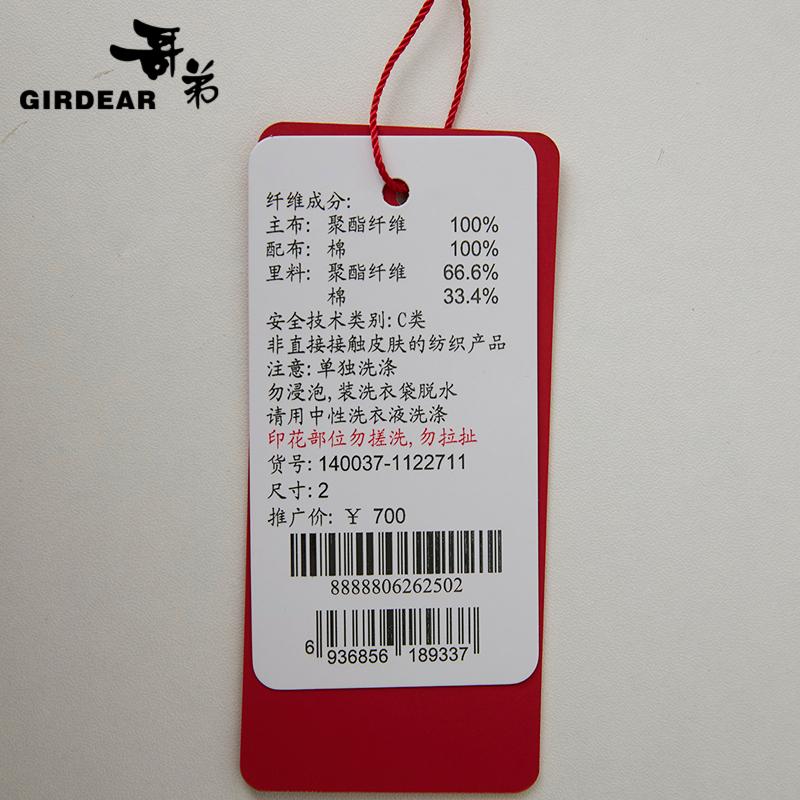 哥弟
GIRDEAR
纤维成分:
主布: 聚酯纤维 100%
配布: 棉 100%
里料: 聚酯纤维 66.6%
棉 33.4%
安全技术类别: C类
非直接接触皮肤的纺织产品
注意: 单独洗涤
勿浸泡, 装洗衣袋脱水
请用中性洗衣液洗涤
印花部位勿搓洗, 勿拉扯
货号: 140037-1122711
尺寸: 2
推广价: ¥ 700
8888806262502
6 936856 189337